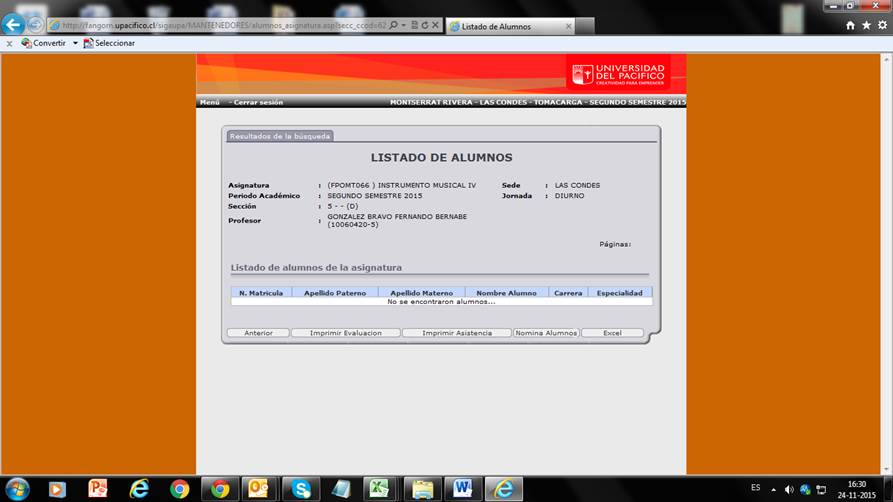 http://fangorn.upacifico.cl/sigaupa/MANTENEDORES/alumnos_asignatura.asp?secc_ccod=62
Listado de Alumnos
Convertir
Seleccionar
UNIVERSIDAD
DEL PACIFICO
CREATIVIDAD PARA EMPRENDER
Menú - Cerrar sesión MONTSERRAT RIVERA - LAS CONDES - TOMACARGA - SEGUNDO SEMESTRE 2015
Resultados de la búsqueda
LISTADO DE ALUMNOS
Asignatura : (FPOMT066 ) INSTRUMENTO MUSICAL IV Sede : LAS CONDES
Periodo Académico : SEGUNDO SEMESTRE 2015 Jornada : DIURNO
Sección : 5 - - (D)
Profesor : GONZALEZ BRAVO FERNANDO BERNABE
(10060420-5)
Páginas:
Listado de alumnos de la asignatura
N. Matricula Apellido Paterno Apellido Materno Nombre Alumno Carrera Especialidad
No se encontraron alumnos...
Anterior Imprimir Evaluacion Imprimir Asistencia Nomina Alumnos Excel
ES 16:30
24-11-2015